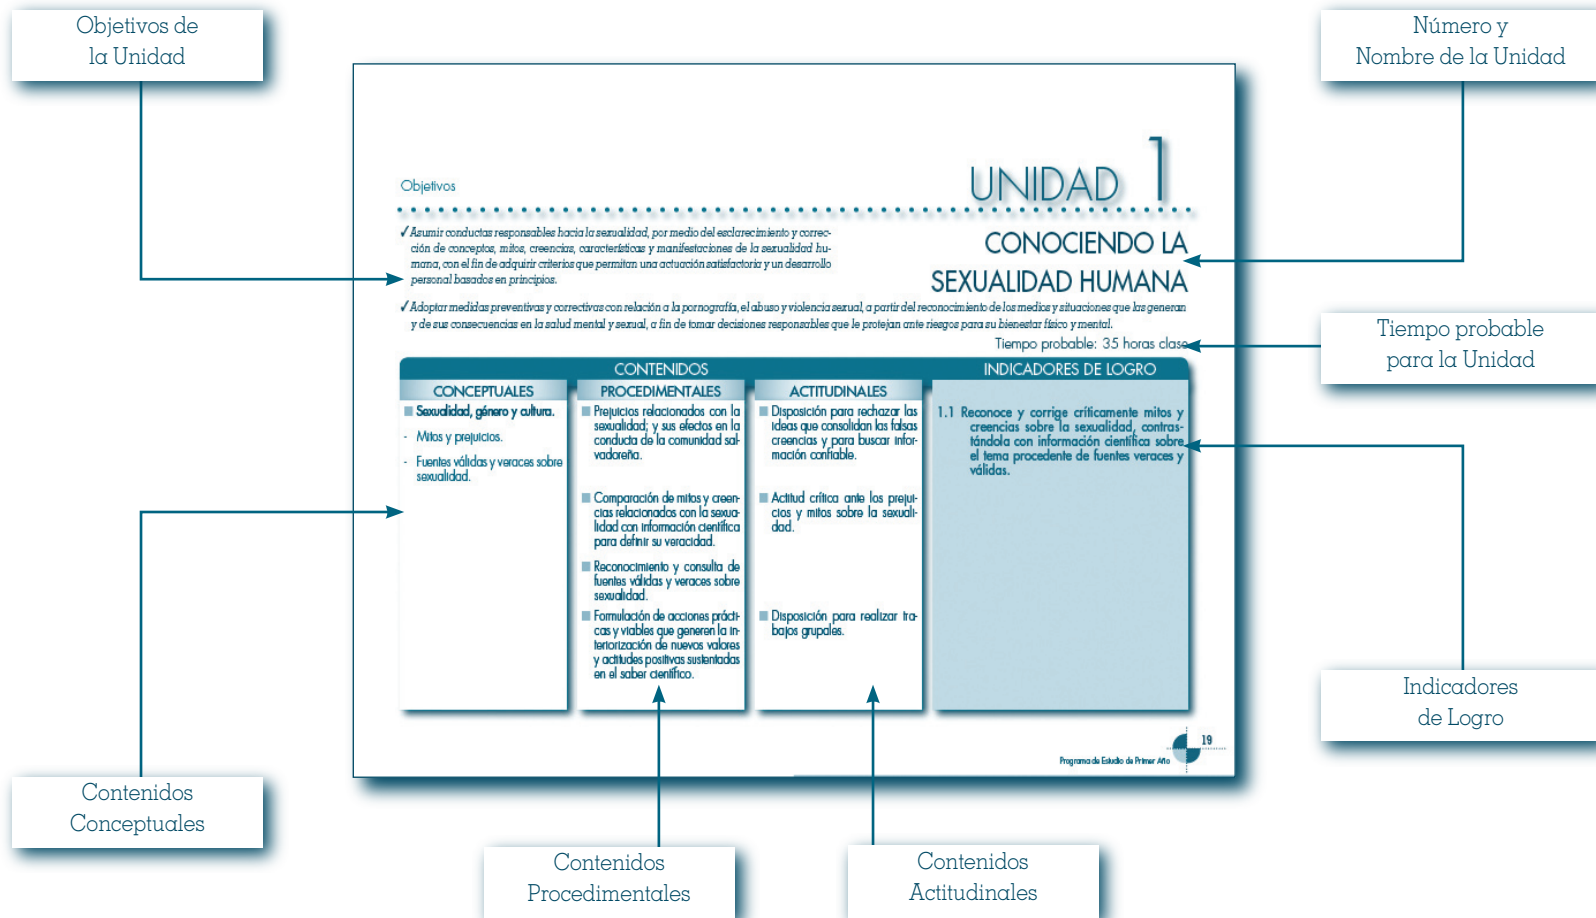 Objetivos de
la Unidad
Número y
Nombre de la Unidad
Objetivos
UNIDAD 1
✓Asumir conductas responsables hacia la sexualidad, por medio del esclarecimiento y correc-
ción de conceptos, mitos, creencias, características y manifestaciones de la sexualidad hu-
mana, con el fin de adquirir criterios que permitan una actuación satisfactoria y un desarrollo
personal basados en principios.
CONOCIENDO LA
SEXUALIDAD HUMANA
✓Adoptar medidas preventivas y correctivas con relación a la pornografía, el abuso y violencia sexual, a partir del reconocimiento de los medios y situaciones que las generan
y de sus consecuencias en la salud mental y sexual, a fin de tomar decisiones responsables que le protejan ante riesgos para su bienestar físico y mental.
Tiempo probable: 35 horas clase
Tiempo probable
para la Unidad
CONTENIDOS
INDICADORES DE LOGRO
CONCEPTUALES
PROCEDIMENTALES
ACTITUDINALES
Sexualidad, género y cultura.
- Mitos y prejuicios.
- Fuentes válidas y veraces sobre
sexualidad.
Prejuicios relacionados con la
sexualidad; y sus efectos en la
conducta de la comunidad sal-
vadoreña.
Comparación de mitos y creen-
cias relacionados con la sexua-
lidad con información científica
para definir su veracidad.
Reconocimiento y consulta de
fuentes válidas y veraces sobre
sexualidad.
Formulación de acciones prácti-
cas y viables que generen la in-
teriorización de nuevos valores
y actitudes positivas sustentadas
en el saber científico.
Disposición para rechazar las
ideas que consolidan las falsas
creencias y para buscar infor-
mación confiable.
Actitud crítica ante los prejui-
cios y mitos sobre la sexuali-
dad.
Disposición para realizar tra-
bajos grupales.
1.1 Reconoce y corrige críticamente mitos y
creencias sobre la sexualidad, contras-
tándola con información científica sobre
el tema procedente de fuentes veraces y
válidas.
Indicadores
de Logro
19
Programa de Estudio de Primer Año
Contenidos
Conceptuales
Contenidos
Procedimentales
Contenidos
Actitudinales